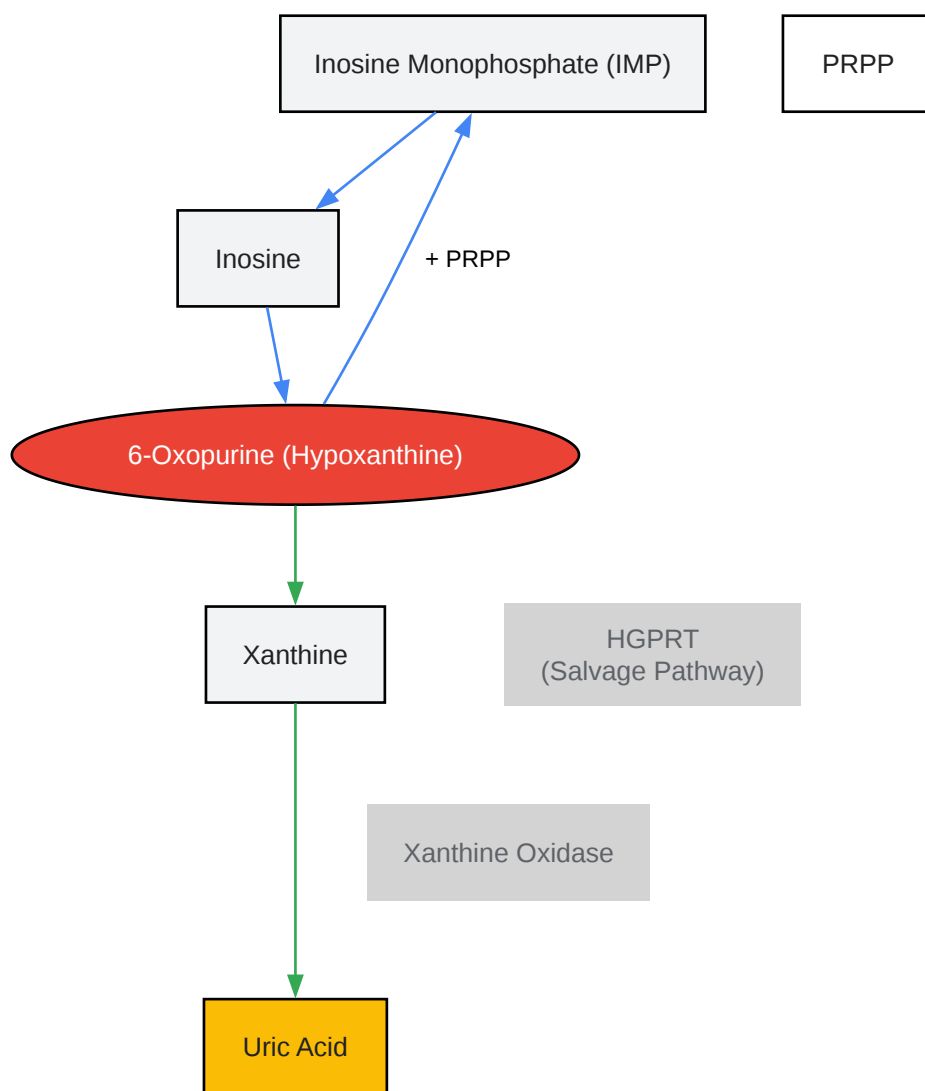 Inosine Monophosphate (IMP)
PRPP
Inosine
+ PRPP
6-Oxopurine (Hypoxanthine)
Xanthine
HGPRT
(Salvage Pathway)
Xanthine Oxidase
Uric Acid